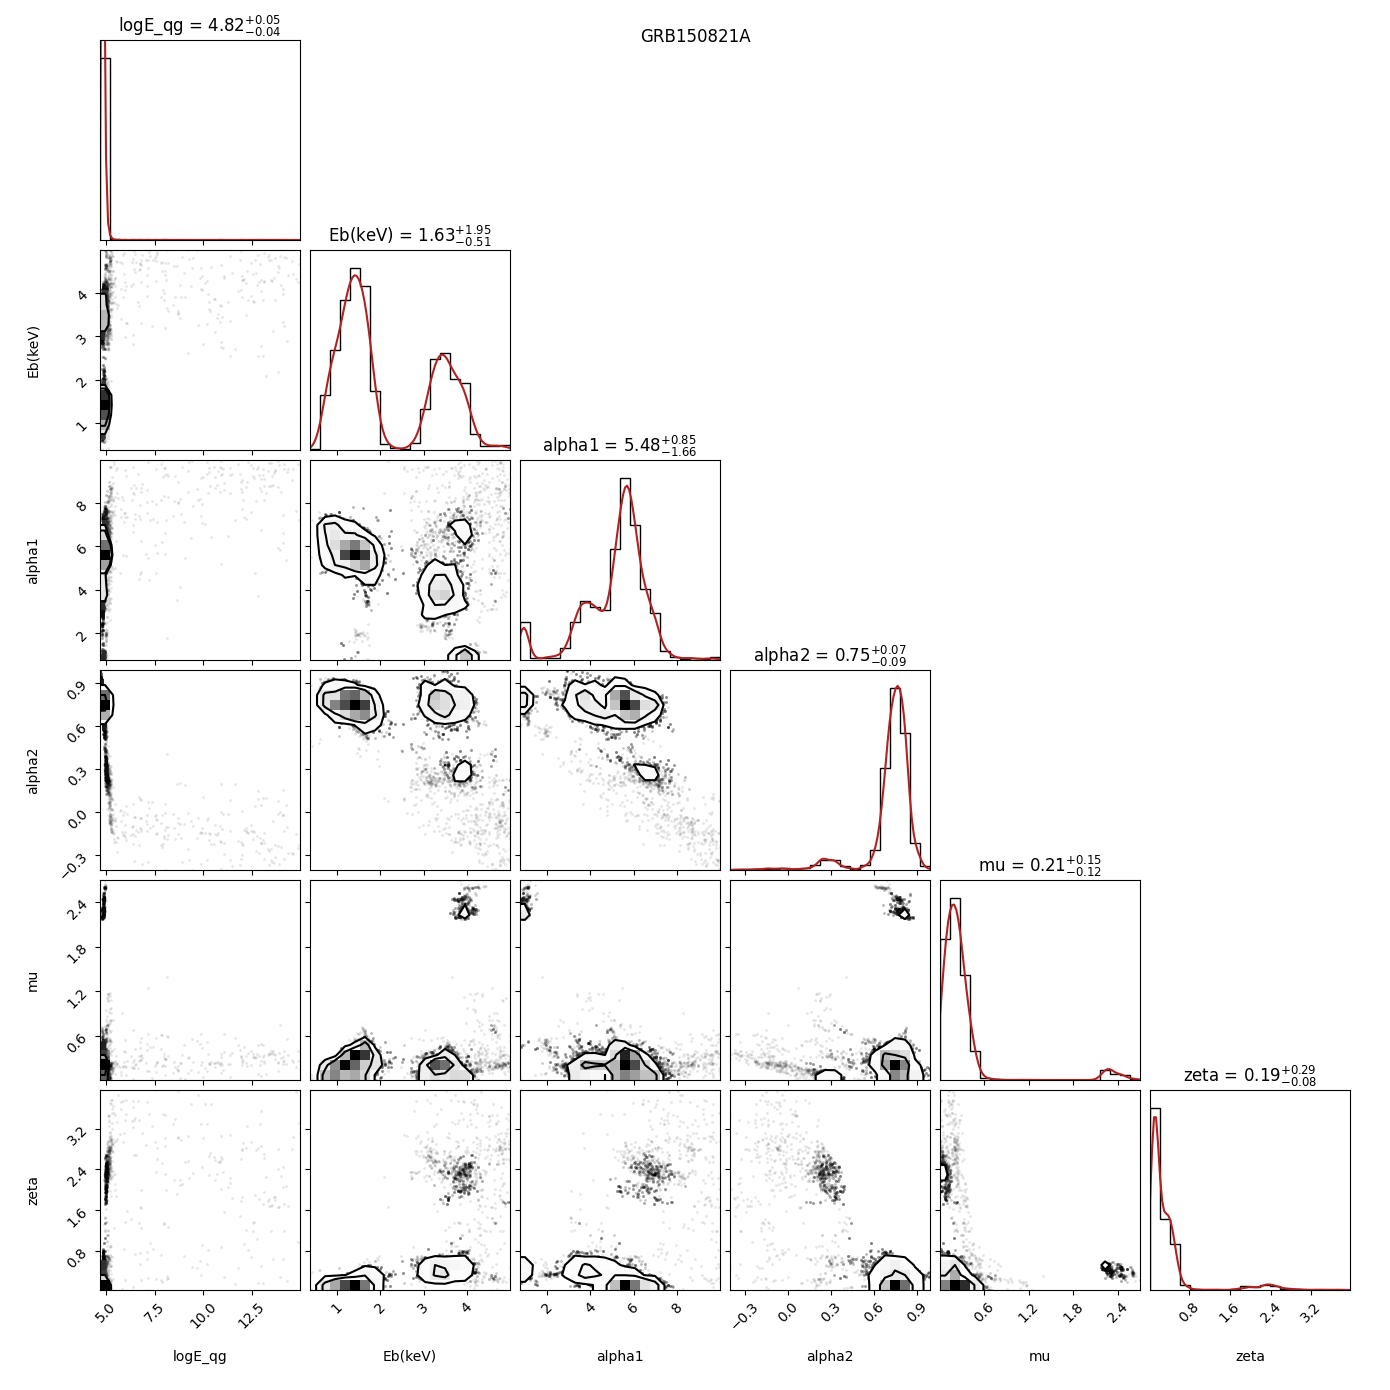 logE_qg = 4.82+0.05−0.04
GRB150821A
Eb(keV) = 1.63+1.95−0.51
4
3
2
1
Eb(keV)
alpha1 = 5.48+0.85−1.66
8
6
4
2
alpha1
alpha2 = 0.75+0.07−0.09
0.9
0.6
0.3
0.0
−0.3
alpha2
mu = 0.21+0.15−0.12
2.4
1.8
1.2
0.6
mu
zeta = 0.19+0.29−0.08
3.2
2.4
1.6
0.8
zeta
5.0 7.5 10.0 12.5 1 2 3 4 2 4 6 8 −0.3 0.0 0.3 0.6 0.9 0.6 1.2 1.8 2.4 0.8 1.6 2.4 3.2
logE_qg Eb(keV) alpha1 alpha2 mu zeta